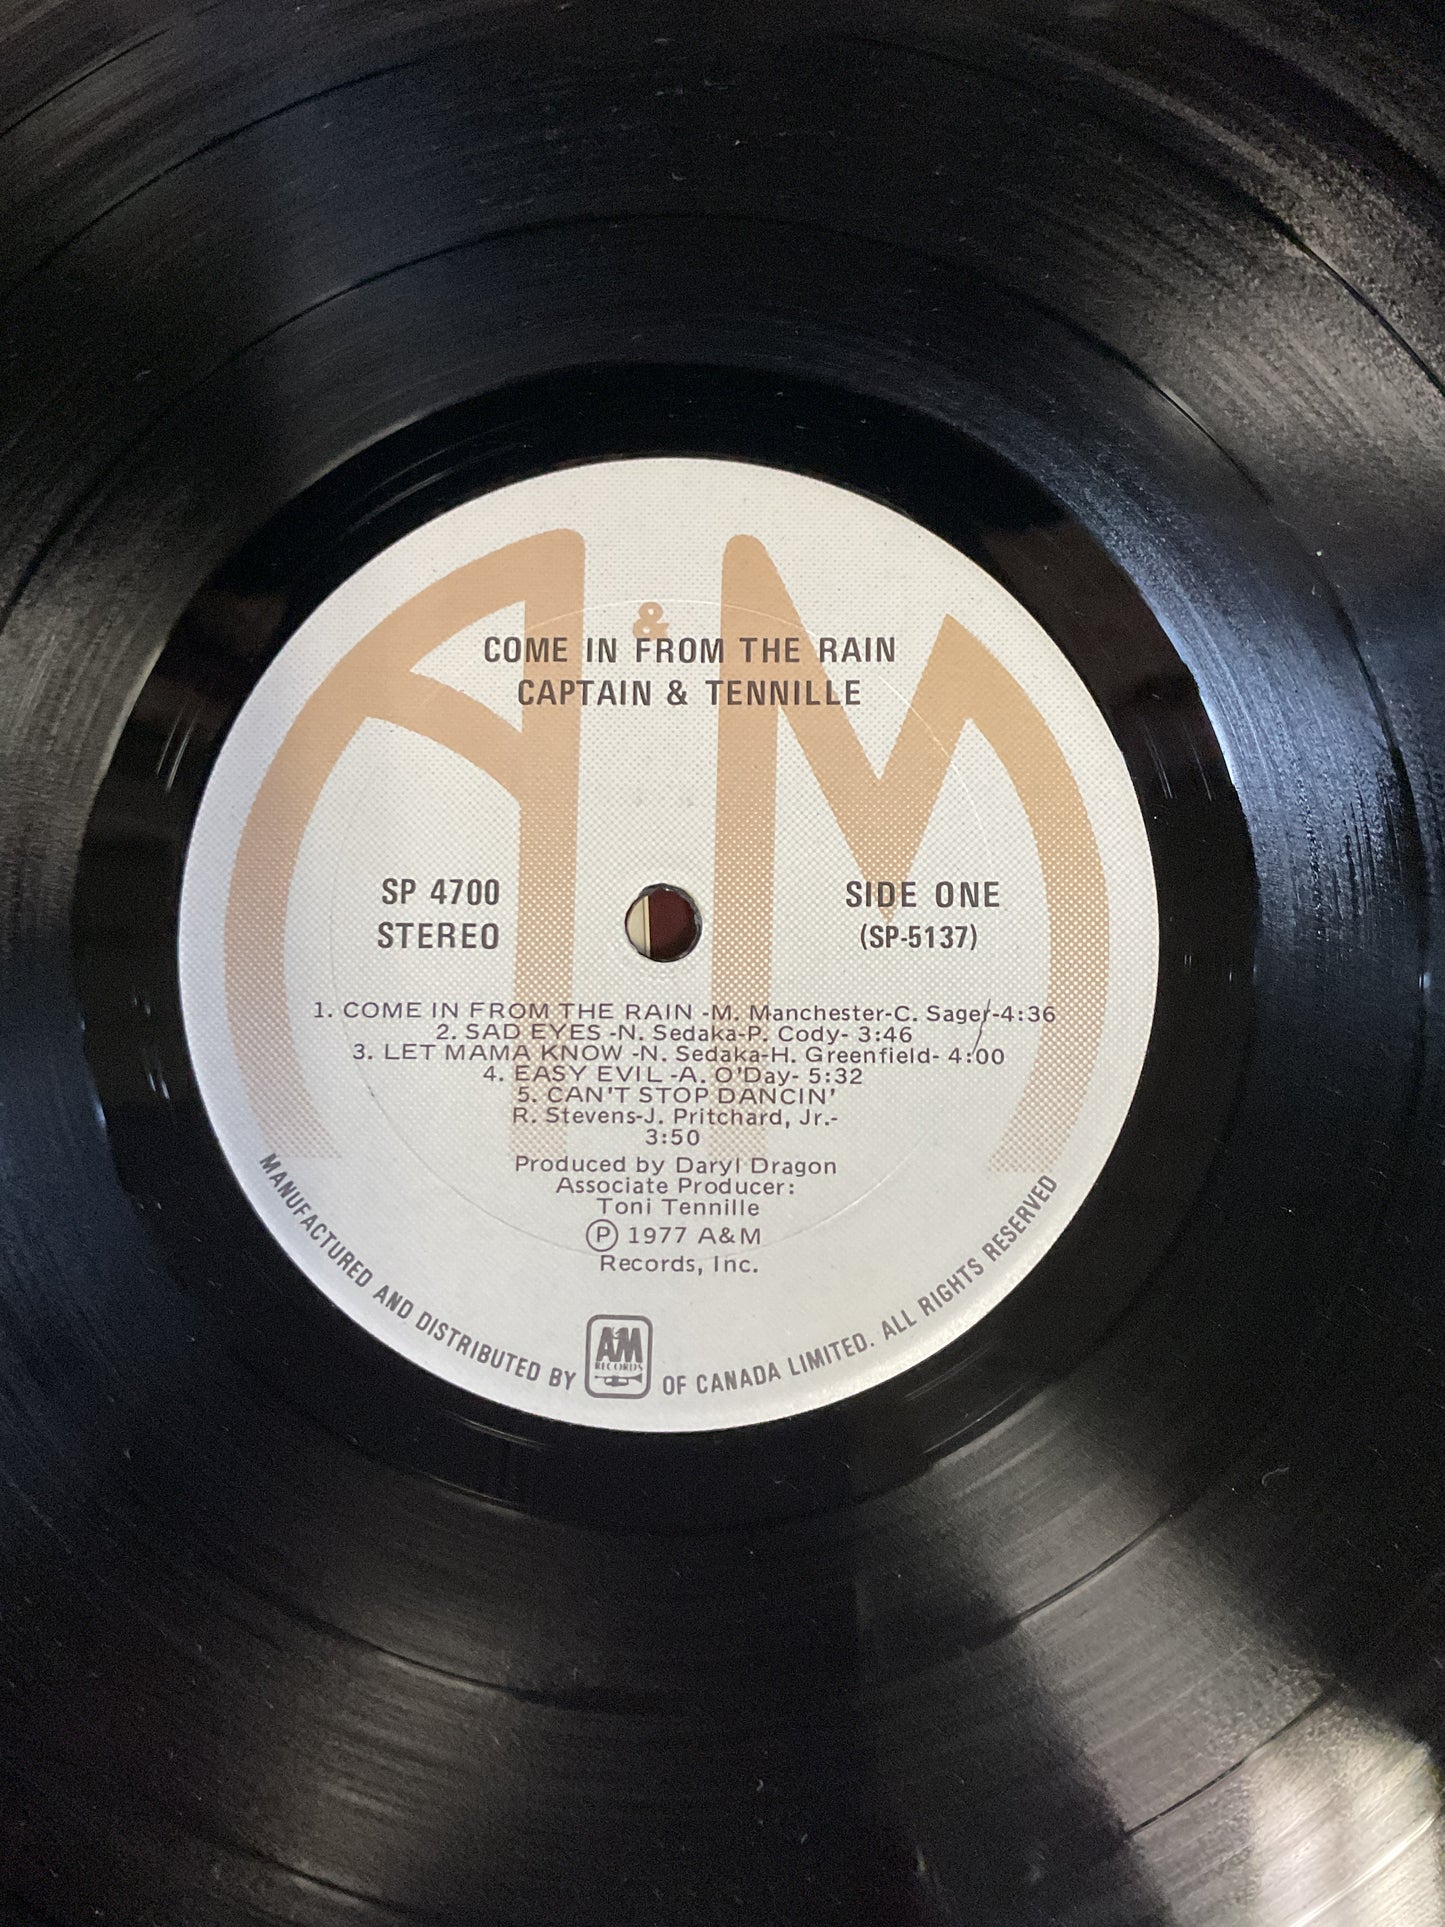 A & M
COME IN FROM THE RAIN
CAPTAIN & TENNILLE
SP 4700
STEREO
SIDE ONE
(SP-5137)
1. COME IN FROM THE RAIN -M. Manchester-C. Sager-4:36
2. SAD EYES -N. Sedaka-P. Cody- 3:46
3. LET MAMA KNOW -N. Sedaka-H. Greenfield- 4:00
4. EASY EVIL -A. O'Day- 5:32
5. CAN'T STOP DANCIN'
R. Stevens-J. Pritchard, Jr.-
3:50
Produced by Daryl Dragon
Associate Producer:
Toni Tennille
Ⓟ 1977 A&M
Records, Inc.
MANUFACTURED AND DISTRIBUTED BY A&M RECORDS OF CANADA LIMITED. ALL RIGHTS RESERVED